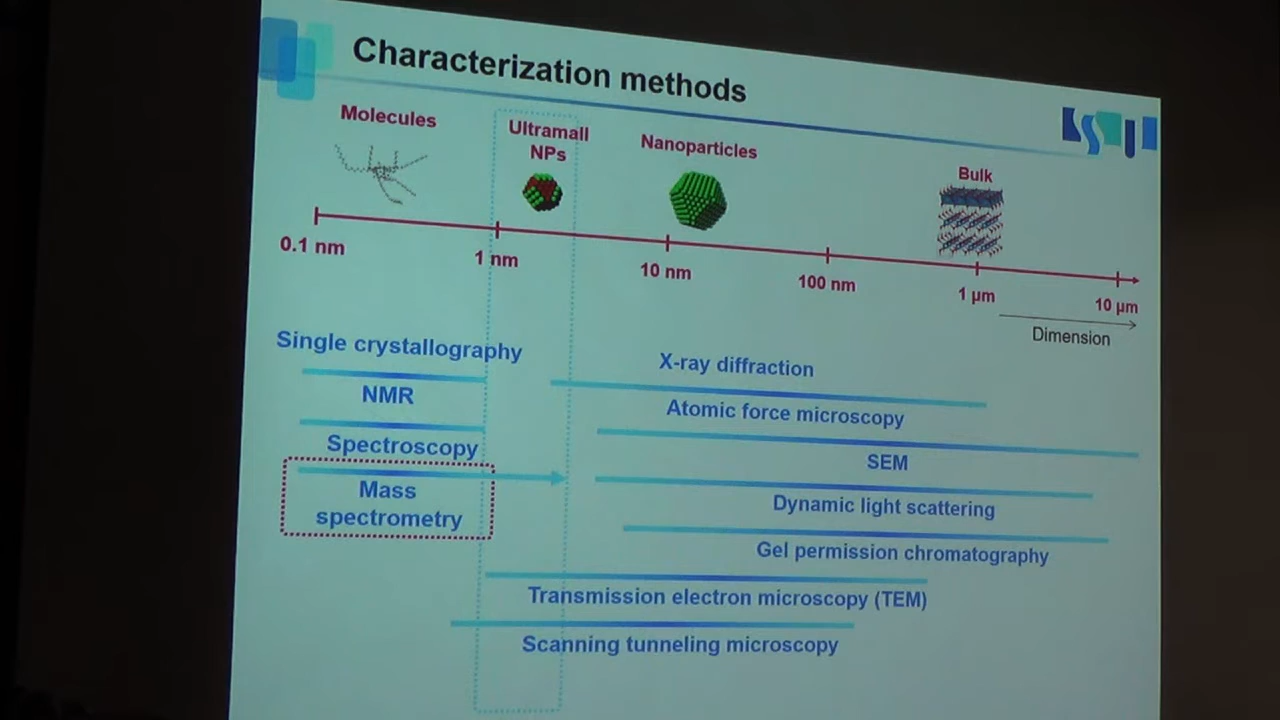 Characterization methods
Molecules
Ultramall
NPs
Nanoparticles
Bulk
0.1 nm
1 nm
10 nm
100 nm
1 µm
10 µm
Dimension
Single crystallography
NMR
Spectroscopy
Mass
spectrometry
X-ray diffraction
Atomic force microscopy
SEM
Dynamic light scattering
Gel permission chromatography
Transmission electron microscopy (TEM)
Scanning tunneling microscopy